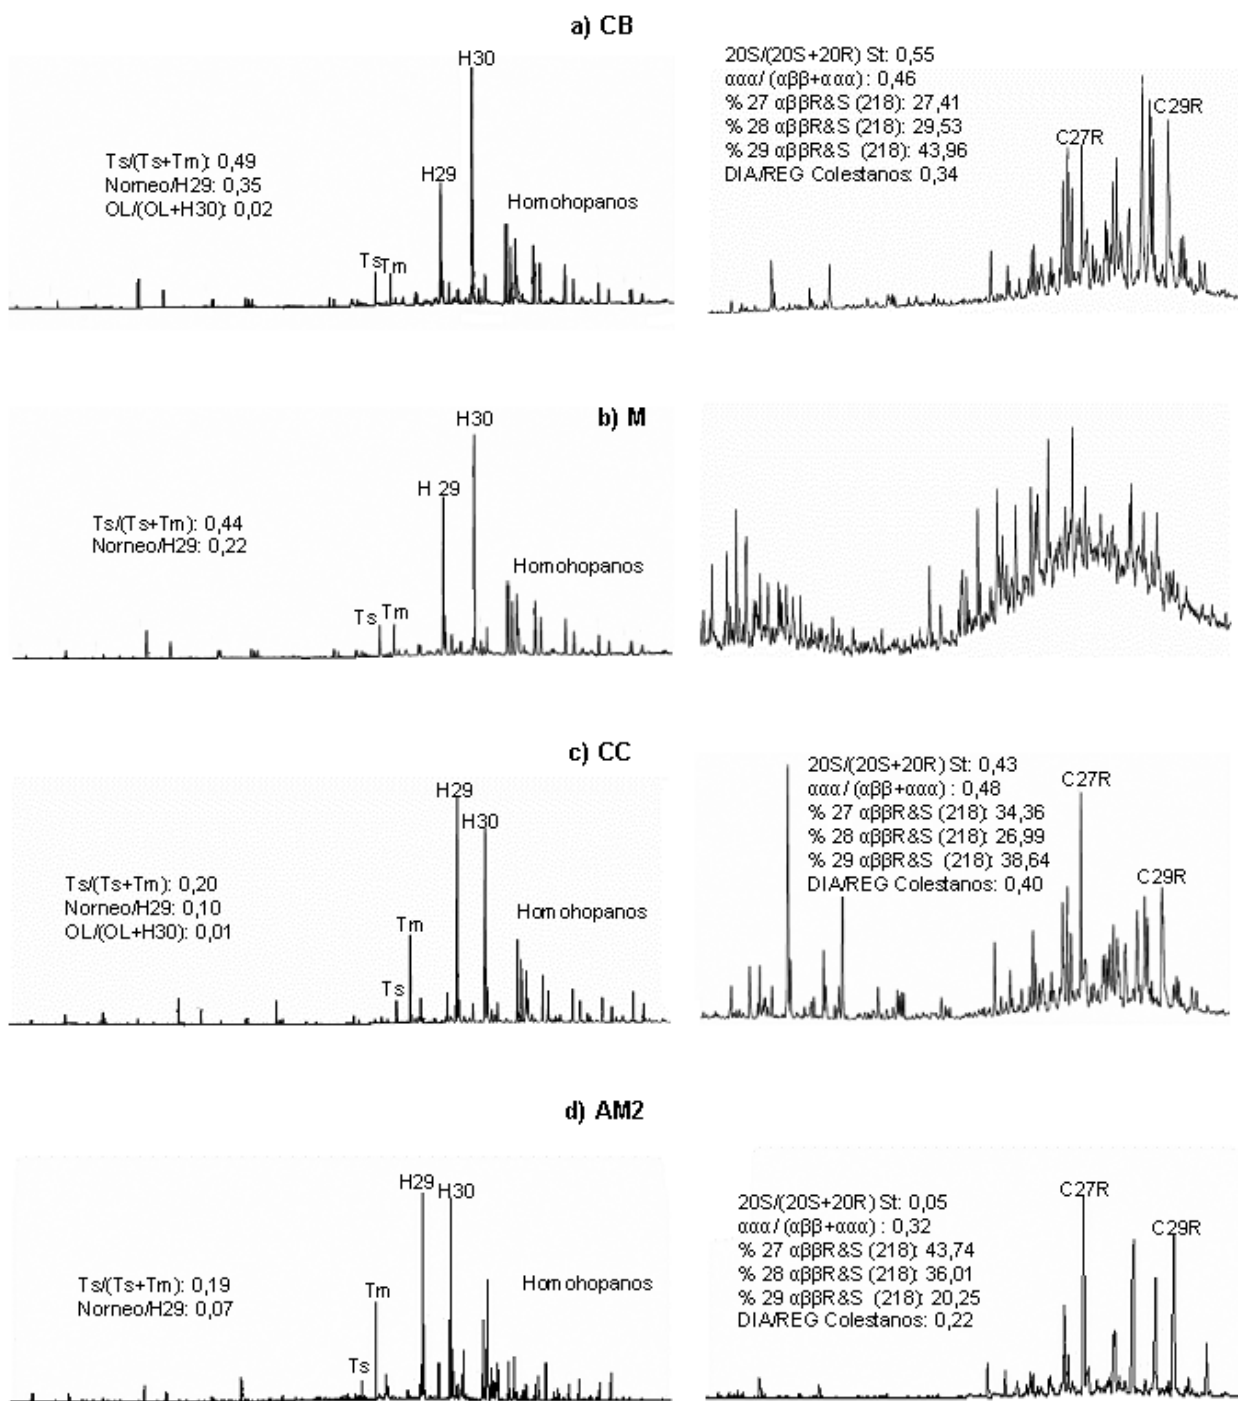 a) CB
H30
H29
Homohopanos
Ts
Tm
Ts/(Ts+Tm): 0,49
Norneo/H29: 0,35
OL/(OL+H30): 0,02
20S/(20S+20R) St: 0,55
ααα/ (αββ+ααα) : 0,46
% 27 αββR&S (218): 27,41
% 28 αββR&S (218): 29,53
% 29 αββR&S (218): 43,96
DIA/REG Colestanos: 0,34
C27R
C29R
b) M
H30
H 29
Homohopanos
Ts
Tm
Ts/(Ts+Tm): 0,44
Norneo/H29: 0,22
c) CC
H29
H30
Homohopanos
Tm
Ts
Ts/(Ts+Tm): 0,20
Norneo/H29: 0,10
OL/(OL+H30): 0,01
20S/(20S+20R) St: 0,43
ααα/ (αββ+ααα) : 0,48
% 27 αββR&S (218): 34,36
% 28 αββR&S (218): 26,99
% 29 αββR&S (218): 38,64
DIA/REG Colestanos: 0,40
C27R
C29R
d) AM2
H29
H30
Homohopanos
Tm
Ts
Ts/(Ts+Tm): 0,19
Norneo/H29: 0,07
20S/(20S+20R) St: 0,05
ααα/ (αββ+ααα) : 0,32
% 27 αββR&S (218): 43,74
% 28 αββR&S (218): 36,01
% 29 αββR&S (218): 20,25
DIA/REG Colestanos: 0,22
C27R
C29R